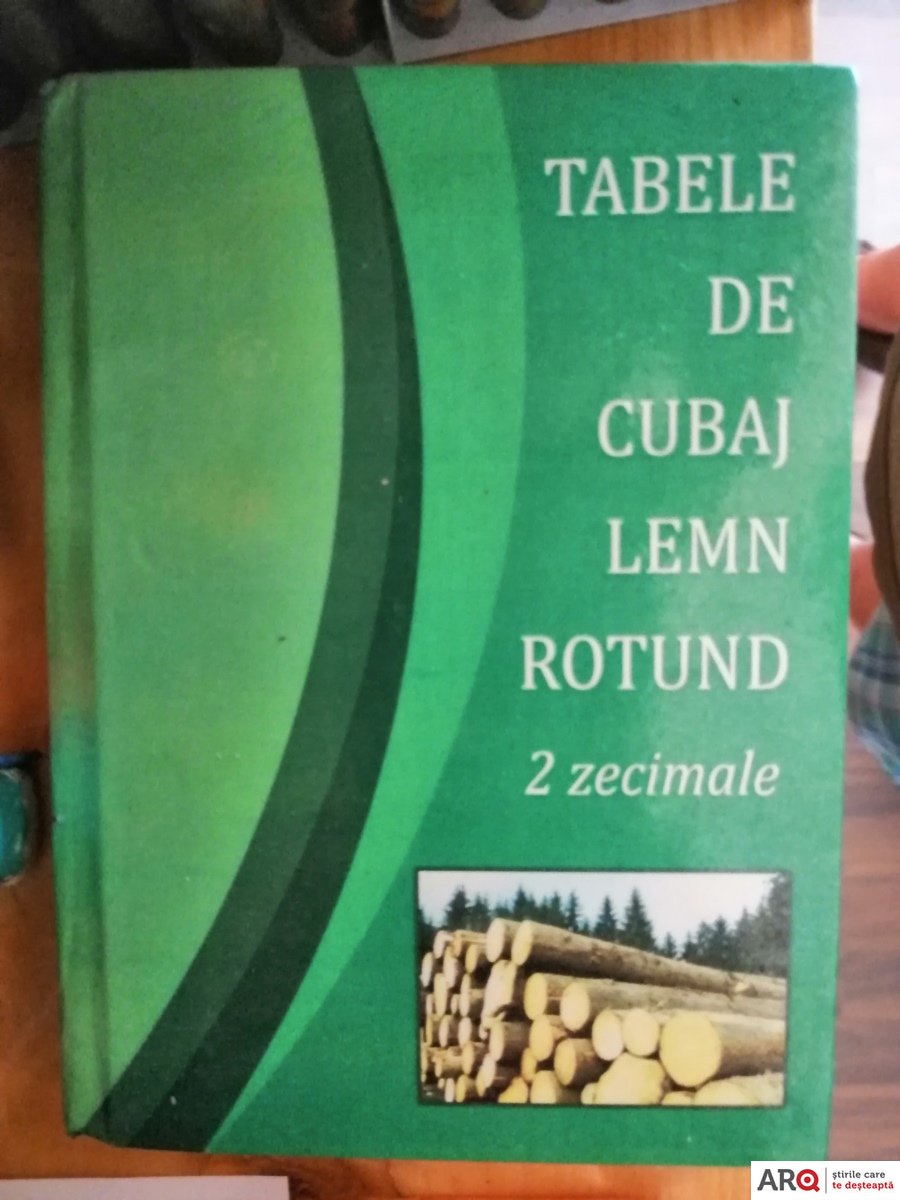 TABELE
DE
CUBAJ
LEMN
ROTUND
2 zecimale
ARQ
știrile care
te deșteaptă